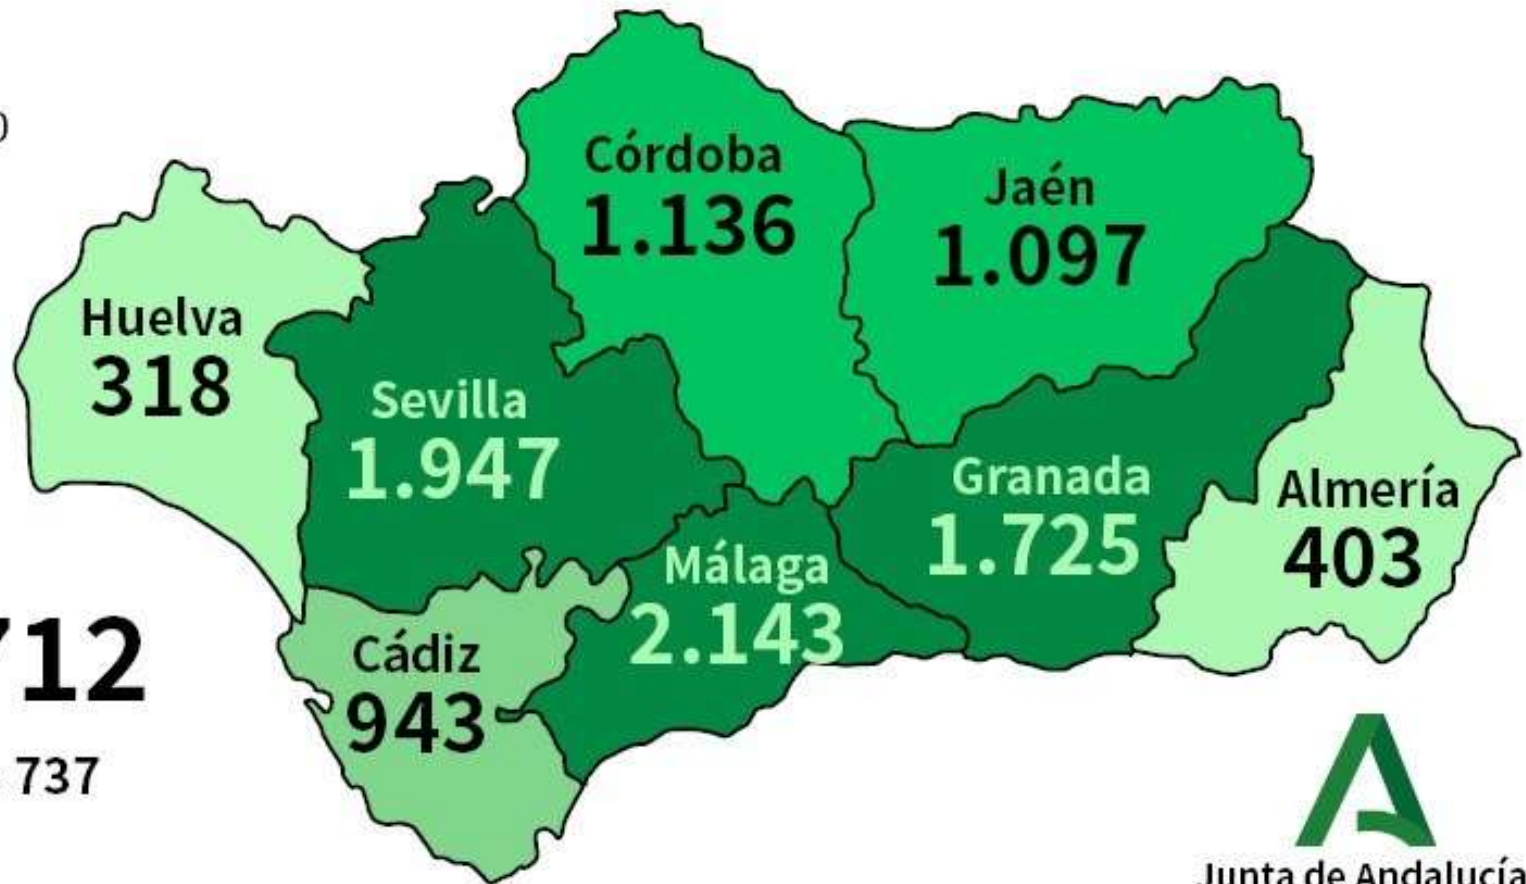 Córdoba
1.136
Jaén
1.097
Huelva
318
Sevilla
1.947
Granada
1.725
Almería
403
Málaga
2.143
Cádiz
943
712
737
Junta de Andalucía